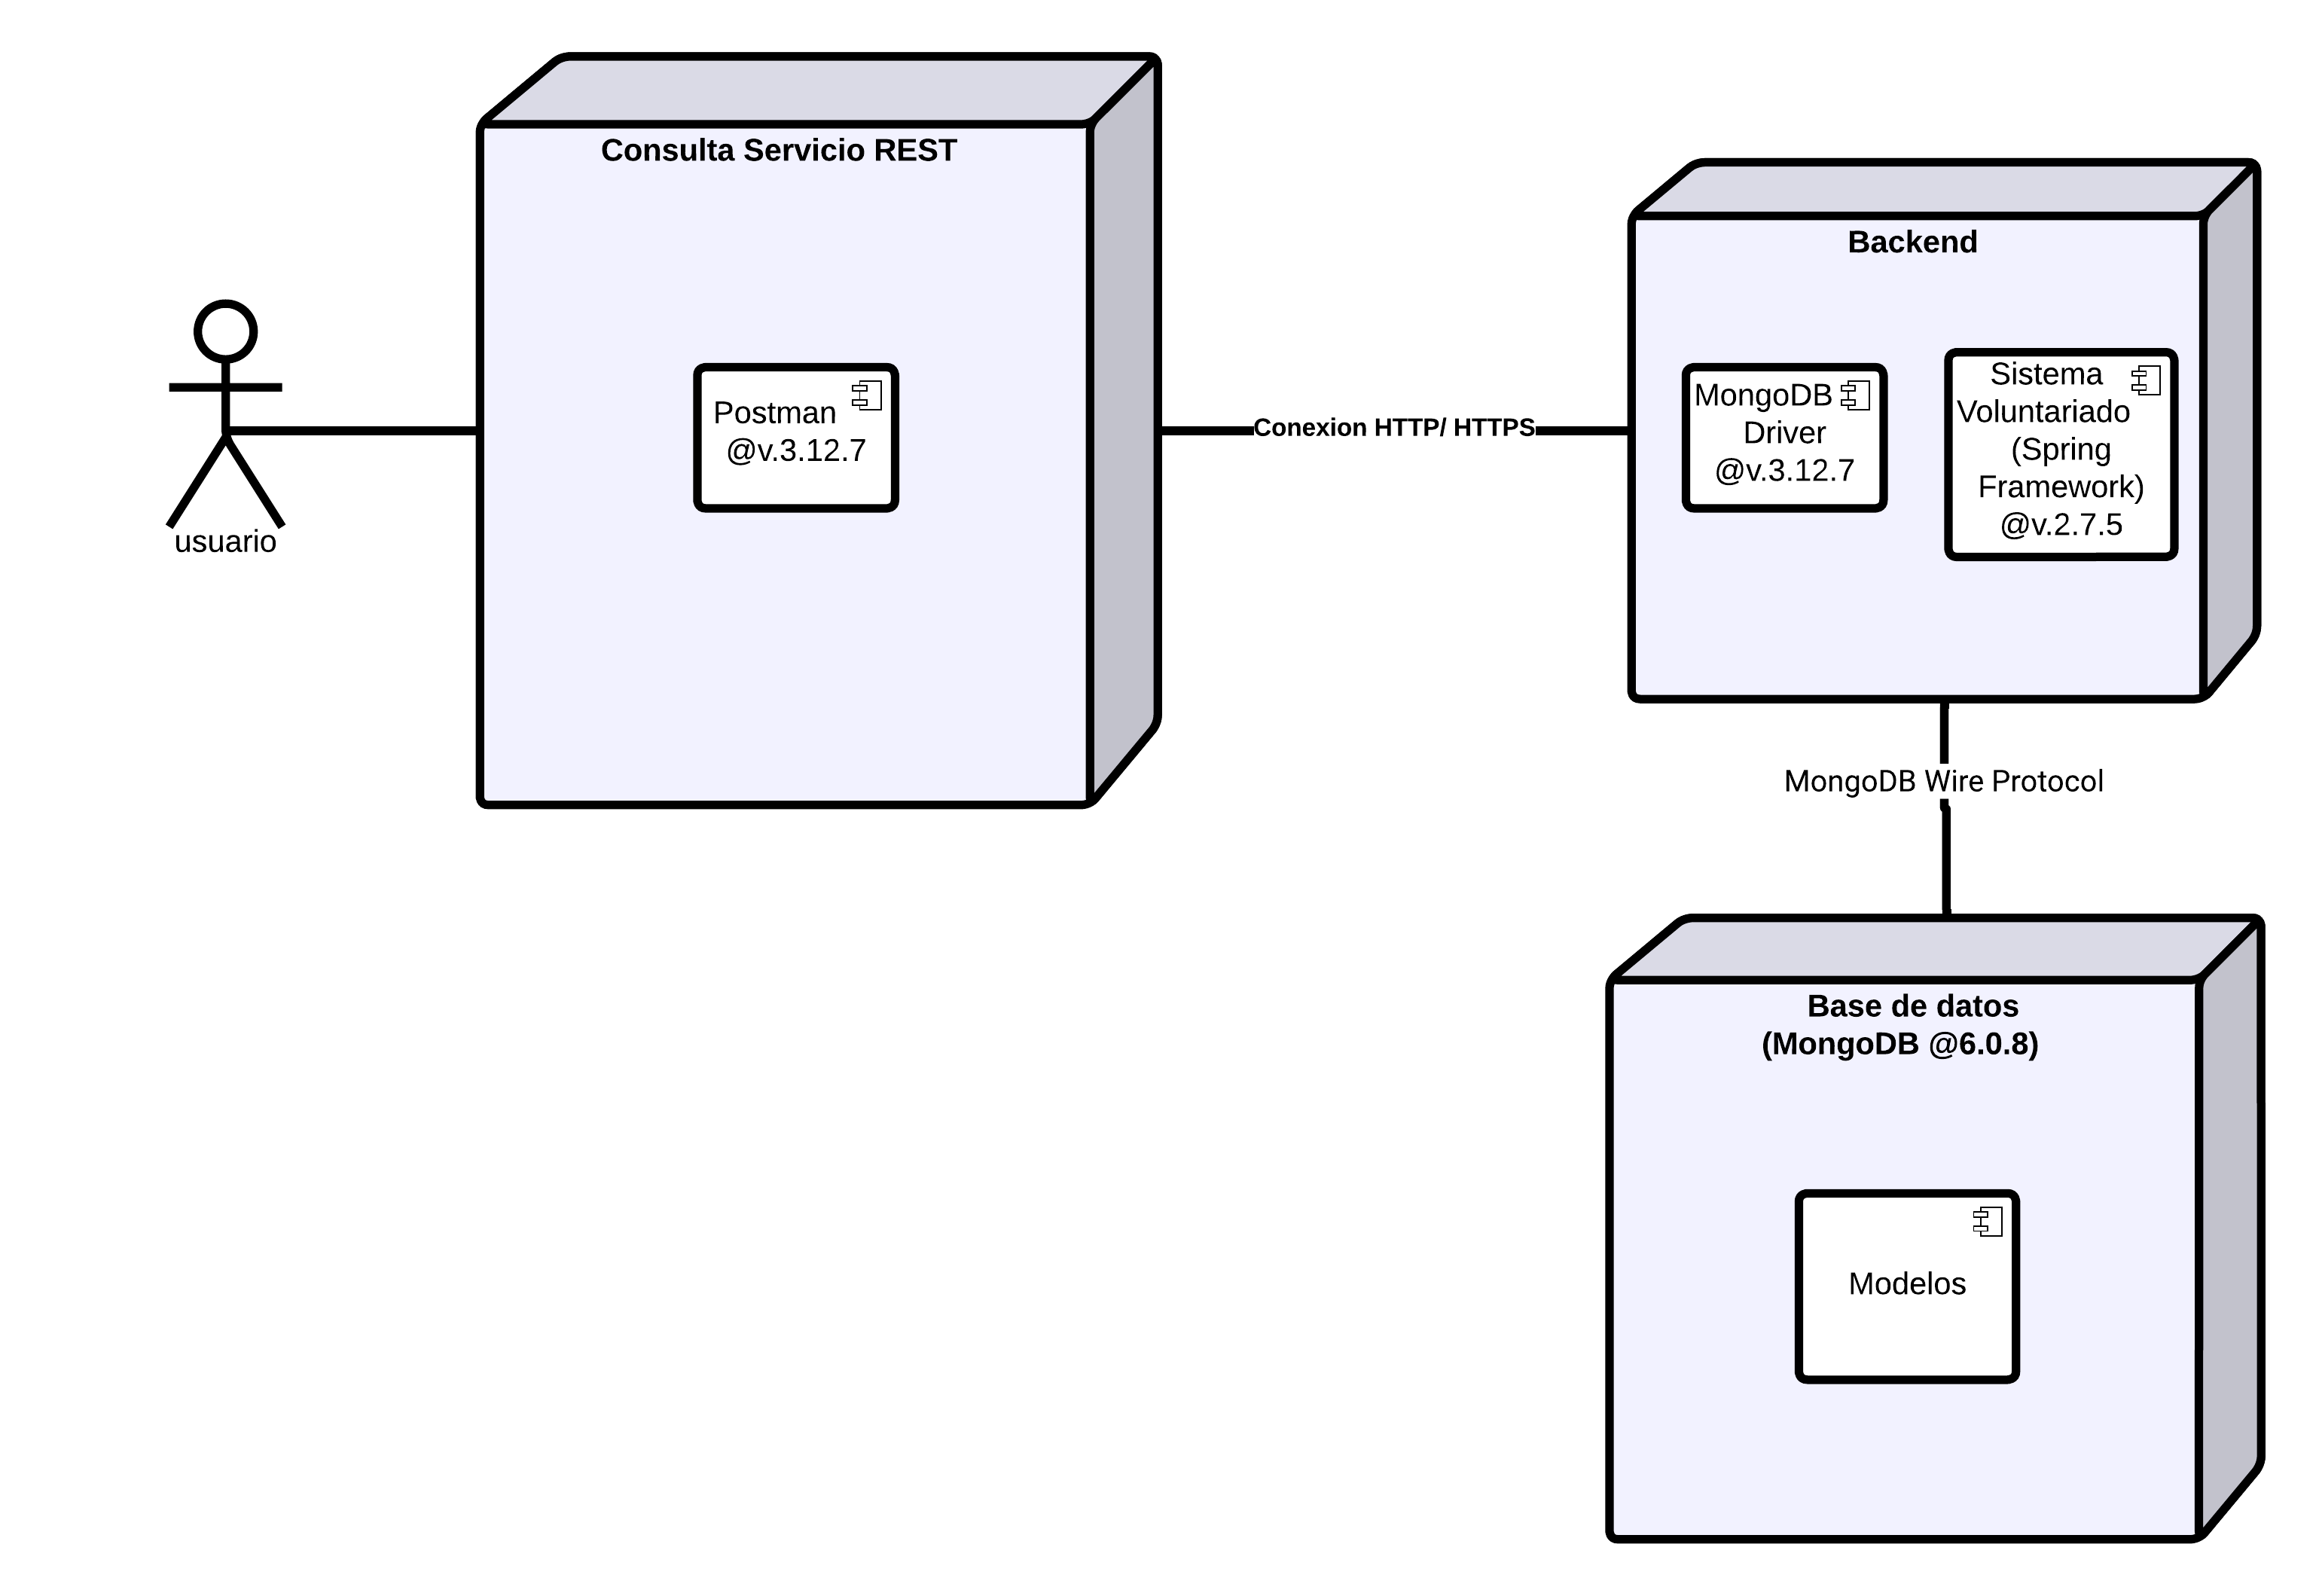 Consulta Servicio REST
Postman
@v.3.12.7
usuario
Conexion HTTP/ HTTPS
Backend
MongoDB
Driver
@v.3.12.7
Sistema
Voluntariado
(Spring
Framework)
@v.2.7.5
MongoDB Wire Protocol
Base de datos
(MongoDB @6.0.8)
Modelos